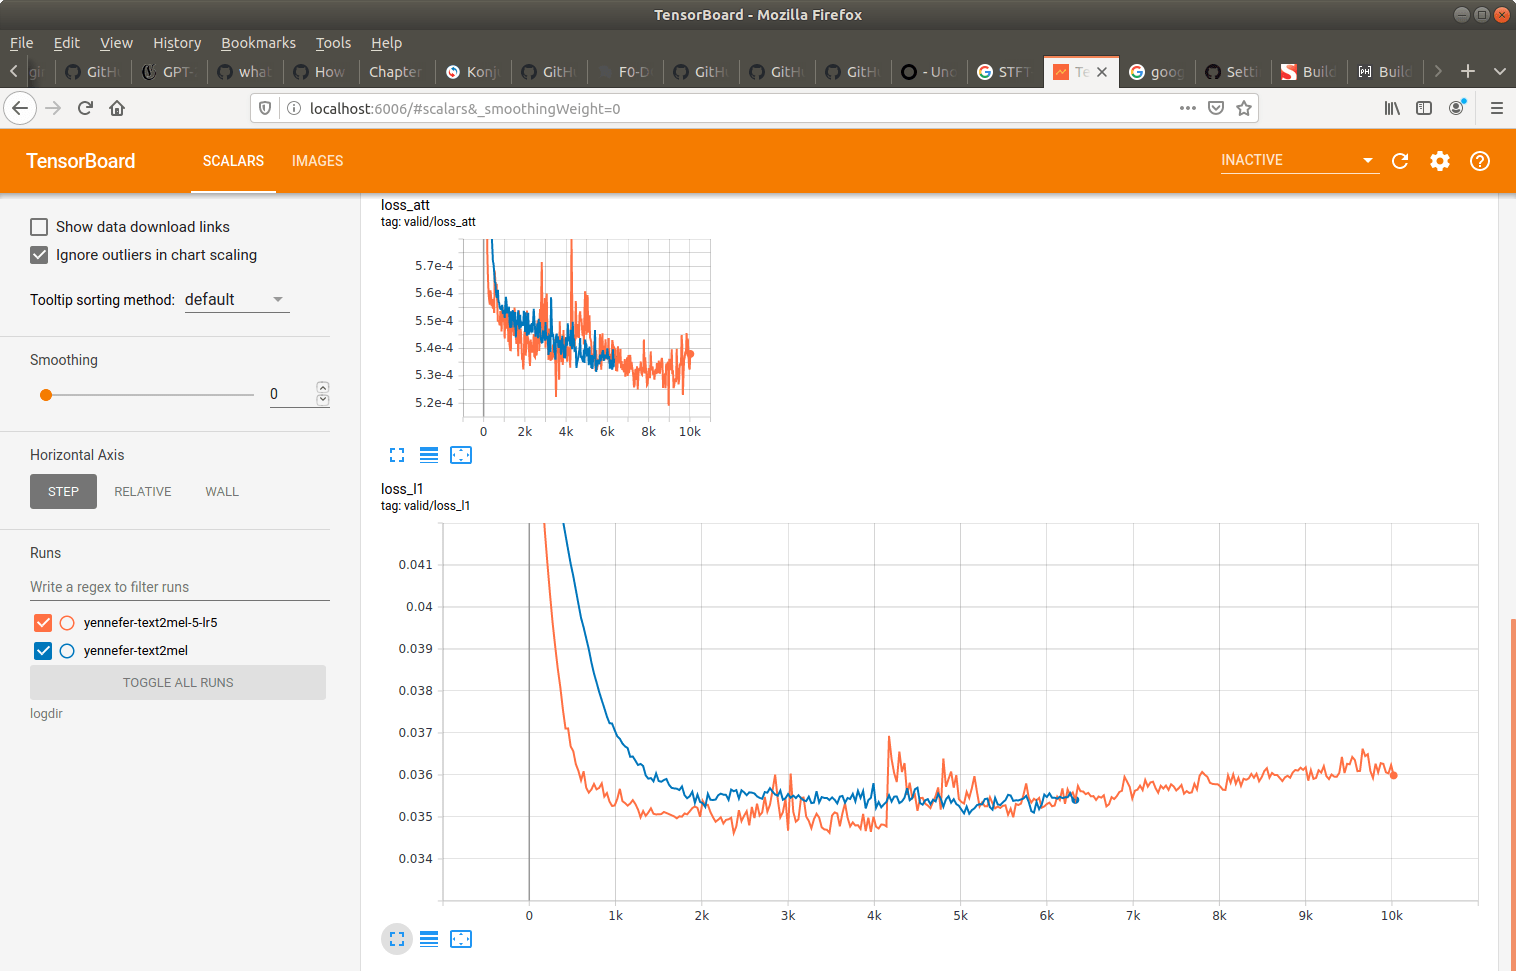 TensorBoard - Mozilla Firefox
File Edit View History Bookmarks Tools Help
GitH GPT- what How Chapter Konj GitH F0-D GitH GitH GitH - Unc STFT Te goog Setti Build Build
localhost:6006/#scalars&_smoothingWeight=0
TensorBoard SCALARS IMAGES INACTIVE
Show data download links
Ignore outliers in chart scaling
Tooltip sorting method: default
Smoothing
0
Horizontal Axis
STEP RELATIVE WALL
Runs
Write a regex to filter runs
yennefer-text2mel-5-lr5
yennefer-text2mel
TOGGLE ALL RUNS
logdir
loss_att
tag: valid/loss_att
5.7e-4
5.6e-4
5.5e-4
5.4e-4
5.3e-4
5.2e-4
0 2k 4k 6k 8k 10k
loss_l1
tag: valid/loss_l1
0.041
0.04
0.039
0.038
0.037
0.036
0.035
0.034
0 1k 2k 3k 4k 5k 6k 7k 8k 9k 10k